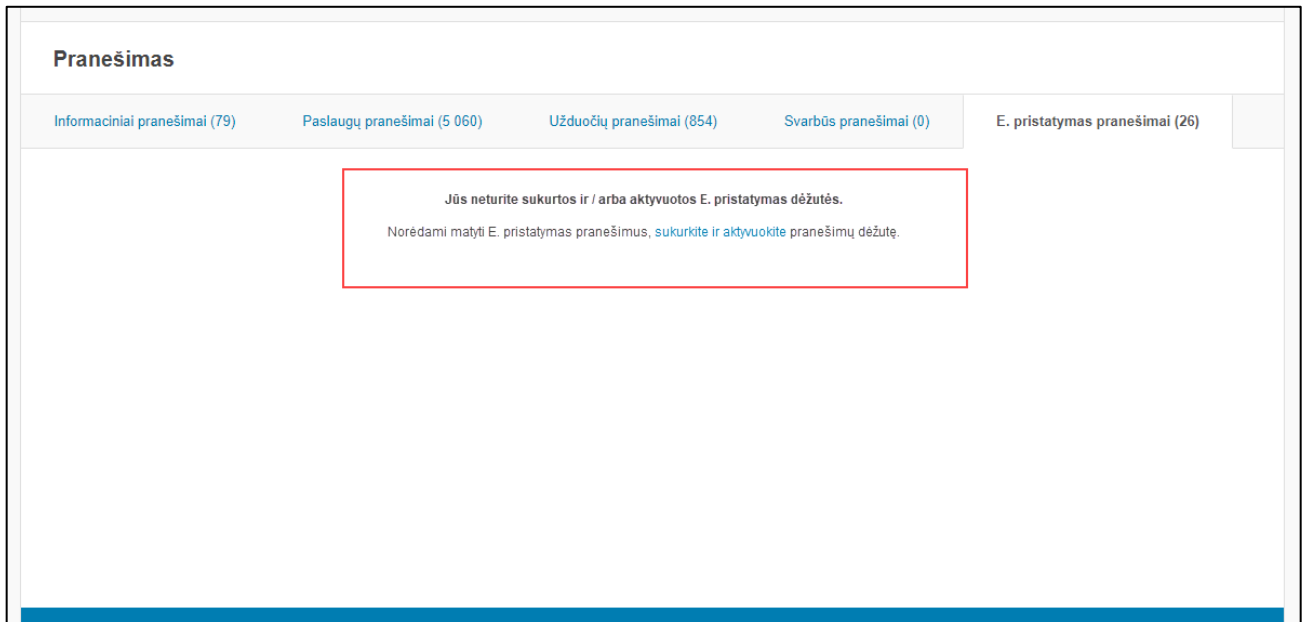 Pranešimas
Informaciniai pranešimai (79) Paslaugų pranešimai (5 060) Užduočių pranešimai (854) Svarbūs pranešimai (0) E. pristatymas pranešimai (26)
Jūs neturite sukurtos ir / arba aktyvuotos E. pristatymas dėžutės.
Norėdami matyti E. pristatymas pranešimus, sukurkite ir aktyvuokite pranešimų dėžutę.